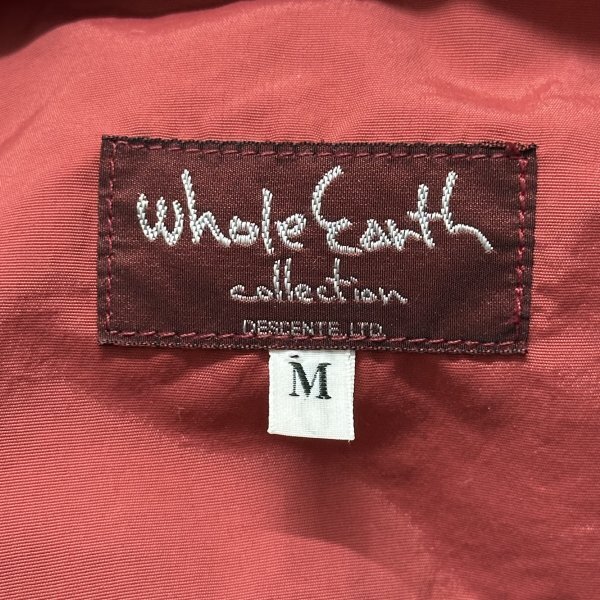 Whole Earth
collection
DESCENTE, LTD.
M